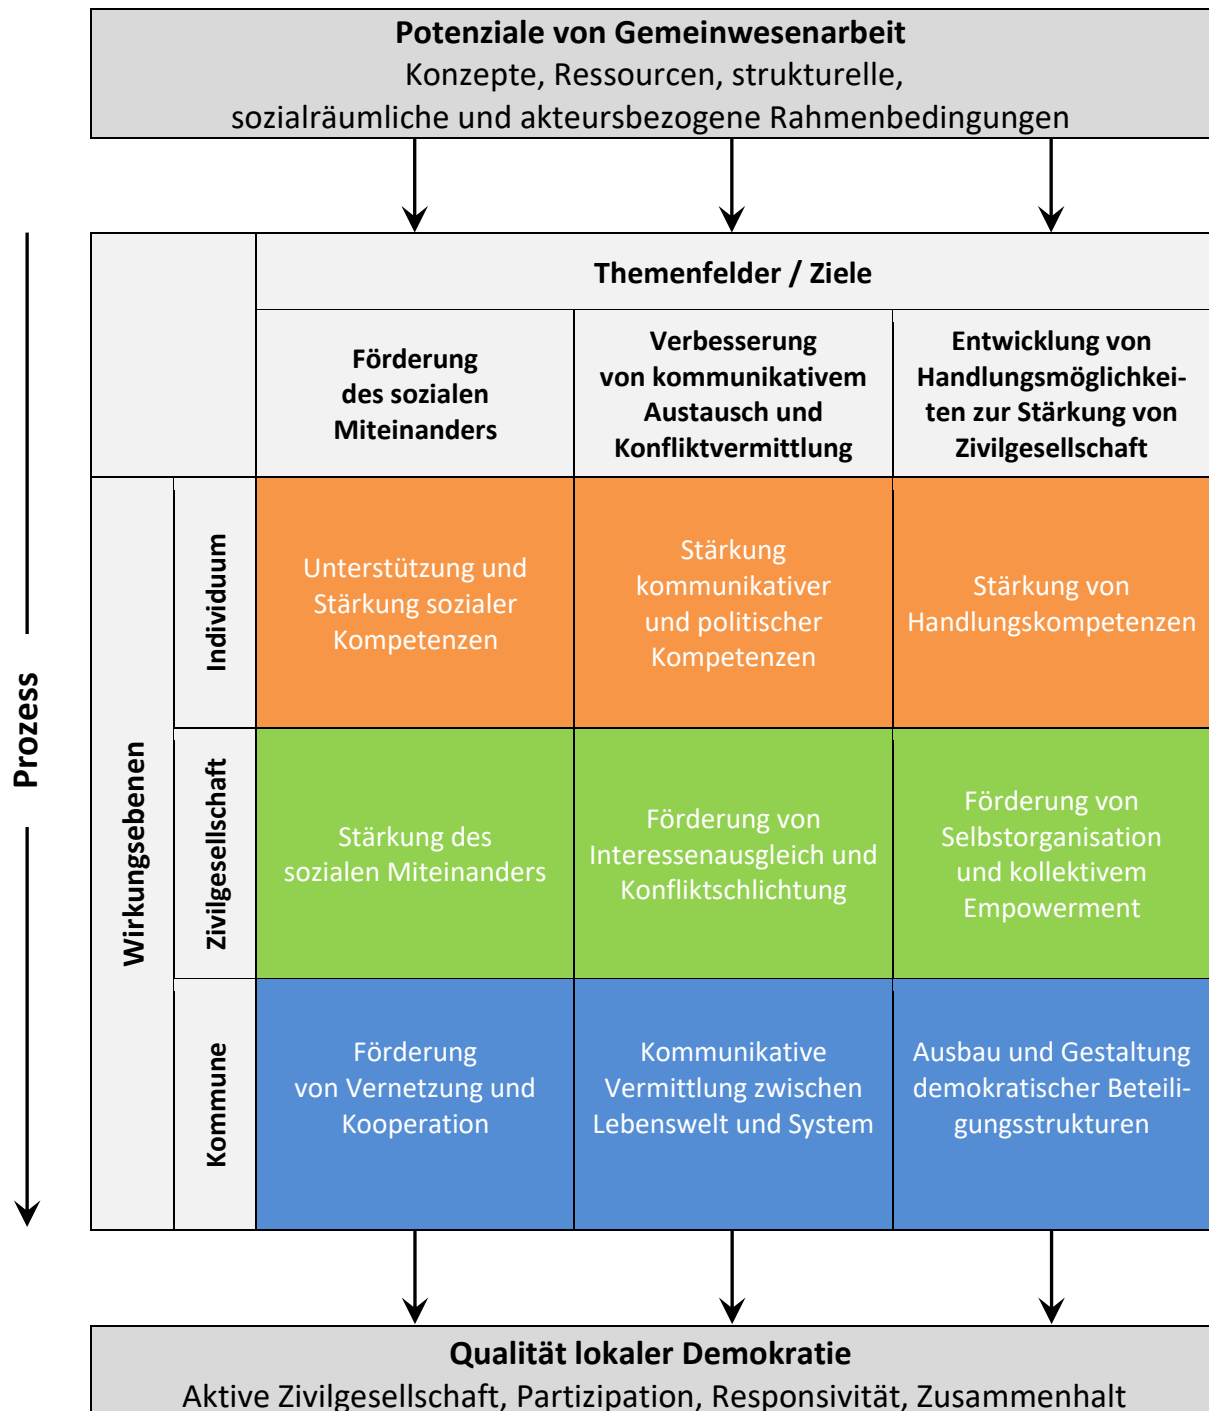 Potenziale von Gemeinwesenarbeit
Konzepte, Ressourcen, strukturelle,
sozialräumliche und akteursbezogene Rahmenbedingungen
Prozess
Themenfelder / Ziele
Förderung
des sozialen
Miteinanders
Verbesserung
von kommunikativem
Austausch und
Konfliktvermittlung
Entwicklung von
Handlungsmöglichkei-
ten zur Stärkung von
Zivilgesellschaft
Wirkungsebenen
Individuum
Unterstützung und
Stärkung sozialer
Kompetenzen
Stärkung
kommunikativer
und politischer
Kompetenzen
Stärkung von
Handlungskompetenzen
Zivilgesellschaft
Stärkung des
sozialen Miteinanders
Förderung von
Interessenausgleich und
Konfliktschlichtung
Förderung von
Selbstorganisation
und kollektivem
Empowerment
Kommune
Förderung
von Vernetzung und
Kooperation
Kommunikative
Vermittlung zwischen
Lebenswelt und System
Ausbau und Gestaltung
demokratischer Beteili-
gungsstrukturen
Qualität lokaler Demokratie
Aktive Zivilgesellschaft, Partizipation, Responsivität, Zusammenhalt